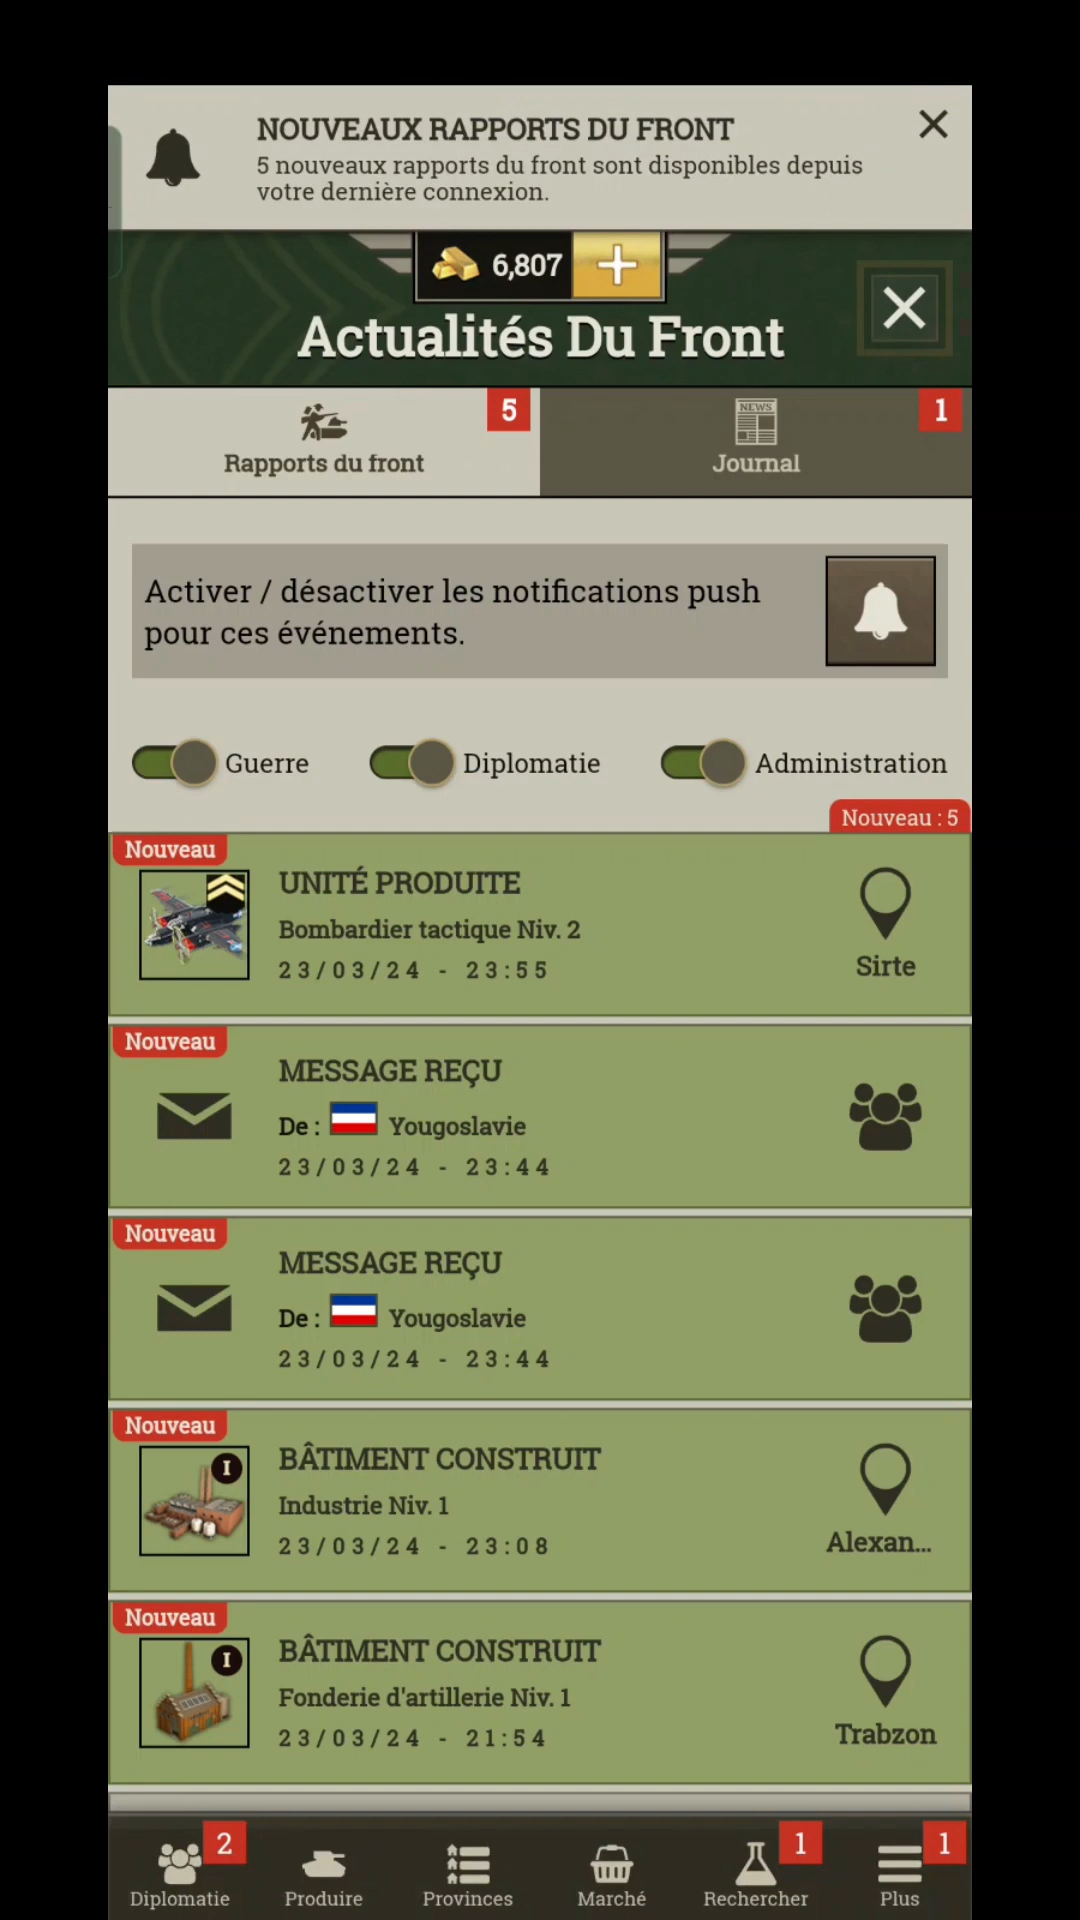 NOUVEAUX RAPPORTS DU FRONT
5 nouveaux rapports du front sont disponibles depuis
votre dernière connexion.
6,807
Actualités Du Front
5
NEWS
1
Rapports du front
Journal
Activer / désactiver les notifications push
pour ces événements.
Guerre
Diplomatie
Administration
Nouveau : 5
Nouveau
UNITÉ PRODUITE
Bombardier tactique Niv. 2
23/03/24 - 23:55
Sirte
Nouveau
MESSAGE REÇU
De : Yougoslavie
23/03/24 - 23:44
Nouveau
MESSAGE REÇU
De : Yougoslavie
23/03/24 - 23:44
Nouveau
I
BÂTIMENT CONSTRUIT
Industrie Niv. 1
23/03/24 - 23:08
Alexan...
Nouveau
I
BÂTIMENT CONSTRUIT
Fonderie d'artillerie Niv. 1
23/03/24 - 21:54
Trabzon
2
1
1
Diplomatie
Produire
Provinces
Marché
Rechercher
Plus